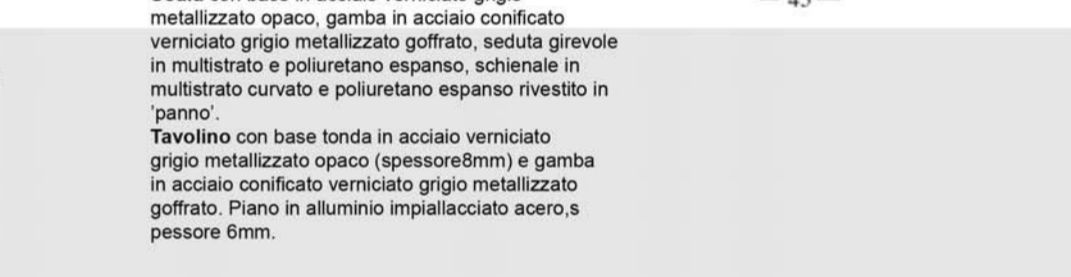 metallizzato opaco, gamba in acciaio conificato
verniciato grigio metallizzato goffrato, seduta girevole
in multistrato e poliuretano espanso, schienale in
multistrato curvato e poliuretano espanso rivestito in
'panno'.
Tavolino con base tonda in acciaio verniciato
grigio metallizzato opaco (spessore8mm) e gamba
in acciaio conificato verniciato grigio metallizzato
goffrato. Piano in alluminio impiallacciato acero,s
pessore 6mm.